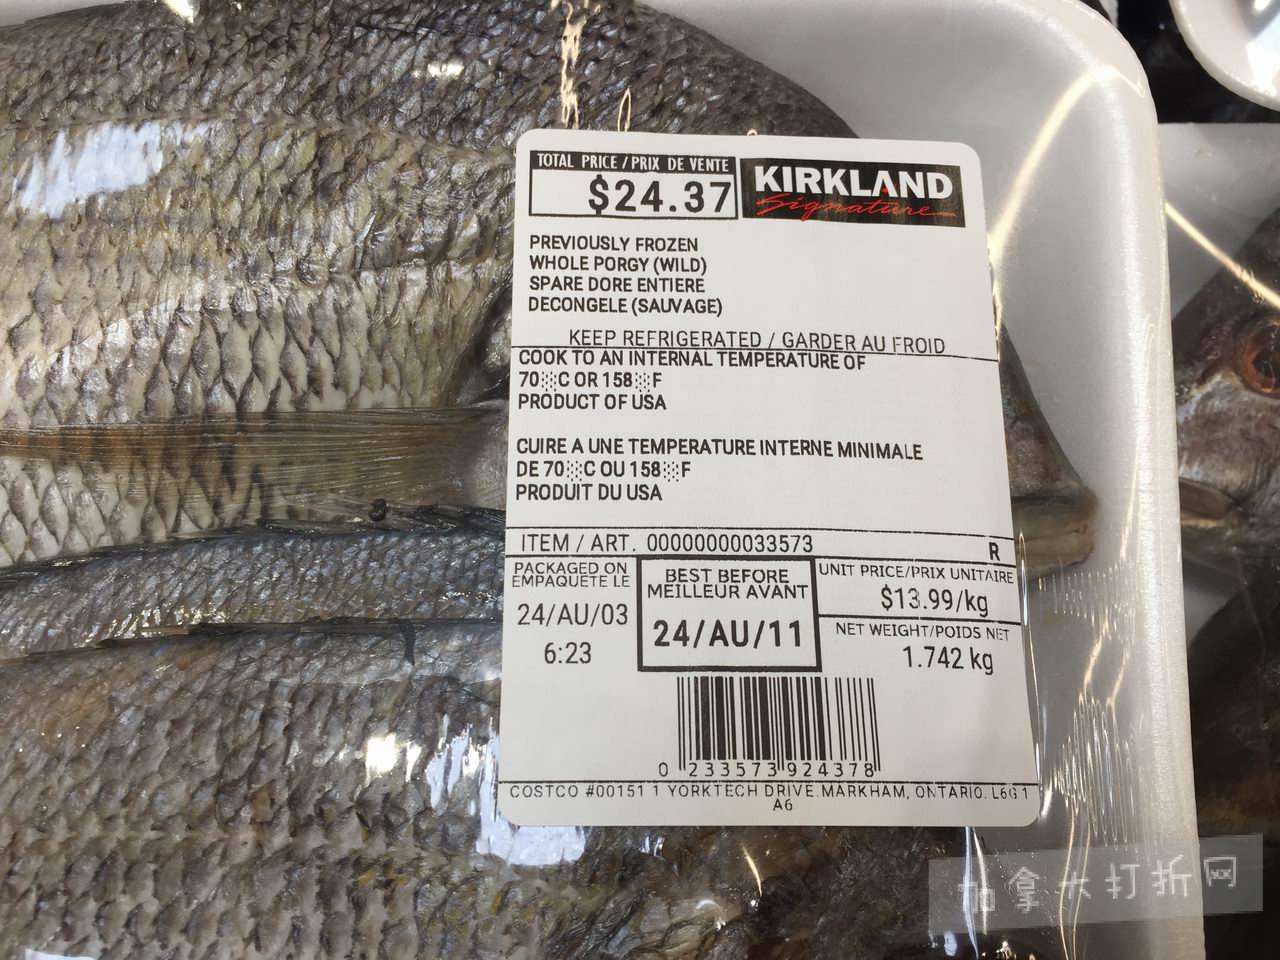 TOTAL PRICE / PRIX DE VENTE
$24.37
KIRKLAND
Signature
PREVIOUSLY FROZEN
WHOLE PORGY (WILD)
SPARE DORE ENTIERE
DECONGELE (SAUVAGE)
KEEP REFRIGERATED / GARDER AU FROID
COOK TO AN INTERNAL TEMPERATURE OF
70░C OR 158░F
PRODUCT OF USA
CUIRE A UNE TEMPERATURE INTERNE MINIMALE
DE 70░C OU 158░F
PRODUIT DU USA
ITEM / ART. 00000000033573
R
PACKAGED ON
EMPAQUETE LE
24/AU/03
6:23
BEST BEFORE
MEILLEUR AVANT
24/AU/11
UNIT PRICE/PRIX UNITAIRE
$13.99/kg
NET WEIGHT/POIDS NET
1.742 kg
0 233573 924378
COSTCO #00151 1 YORKTECH DRIVE MARKHAM, ONTARIO. L6G 1
A6
加拿大打折网